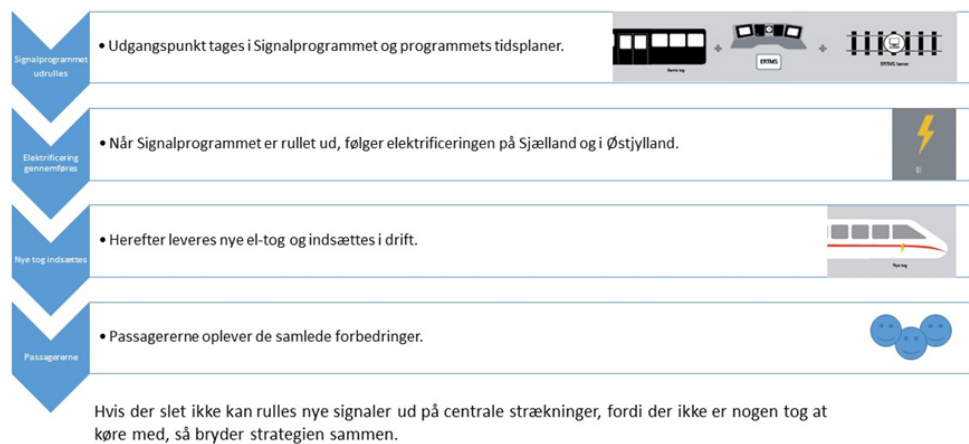 Signalprogrammet
udrulles
• Udgangspunkt tages i Signalprogrammet og programmets tidsplaner.
Gamle tog
+
ERTMS
+
ERTMS baner
Elektrificering
gennemføres
• Når Signalprogrammet er rullet ud, følger elektrificeringen på Sjælland og i Østjylland.
El
Nye tog indsættes
• Herefter leveres nye el-tog og indsættes i drift.
Nye tog
Passagererne
• Passagererne oplever de samlede forbedringer.
Hvis der slet ikke kan rulles nye signaler ud på centrale strækninger, fordi der ikke er nogen tog at
køre med, så bryder strategien sammen.